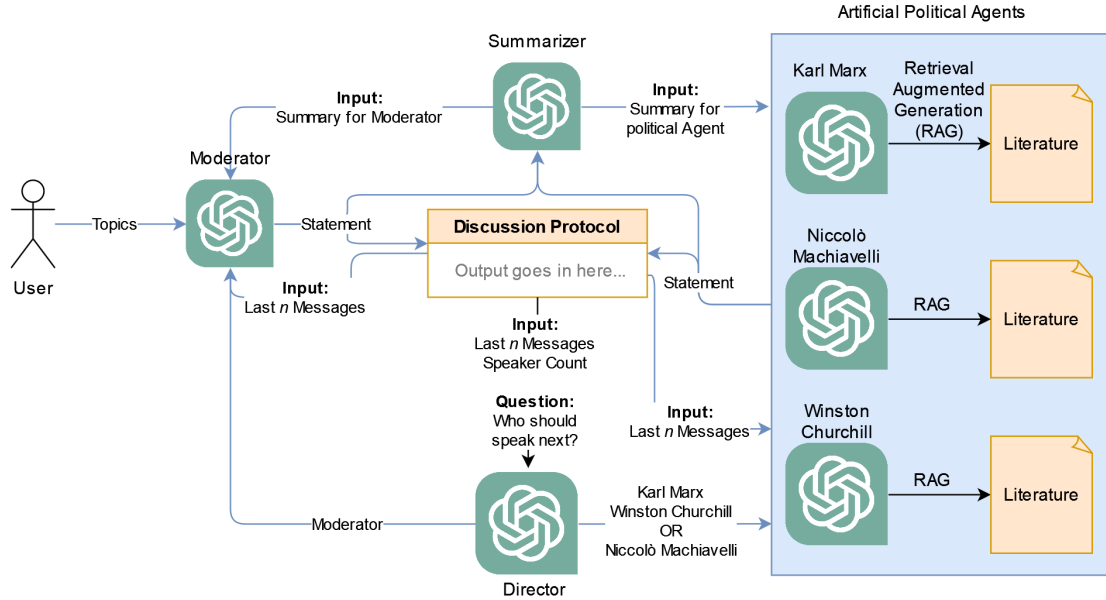 Artificial Political Agents
Summarizer
Karl Marx
Retrieval
Augmented
Generation
(RAG)
Literature
Input:
Summary for Moderator
Input:
Summary for
political Agent
Moderator
User
Topics
Statement
Discussion Protocol
Output goes in here...
Statement
Niccolò
Machiavelli
RAG
Literature
Input:
Last n Messages
Input:
Last n Messages
Speaker Count
Question:
Who should
speak next?
Input:
Last n Messages
Winston
Churchill
RAG
Literature
Moderator
Karl Marx
Winston Churchill
OR
Niccolò Machiavelli
Director